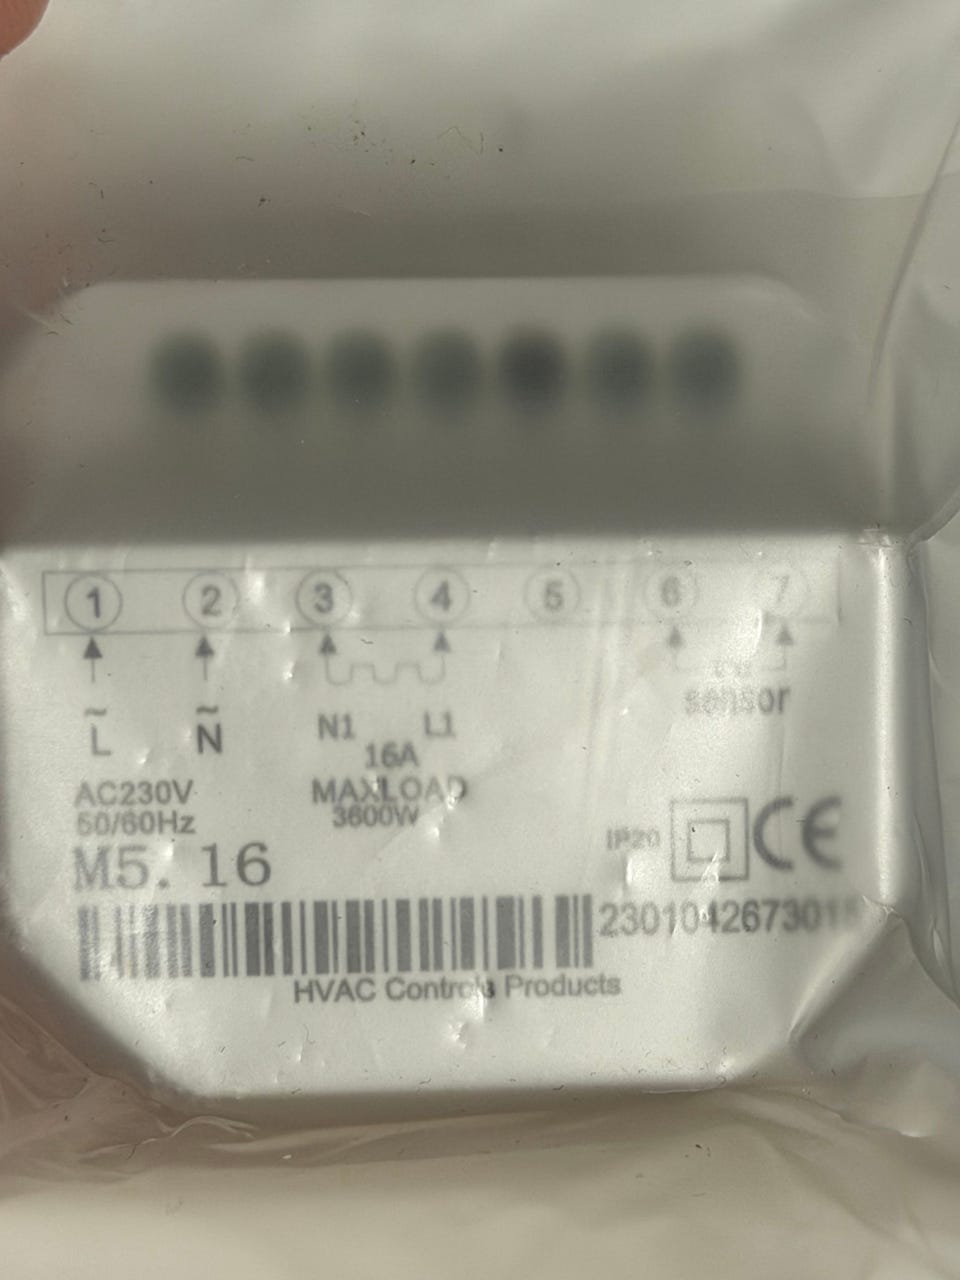 1 2 3 4 5 6 7
~ ~
L N
N1 L1
16A
sensor
AC230V
50/60Hz
MAXLOAD
3600W
M5. 16
IP20 CE
HVAC Controls Products